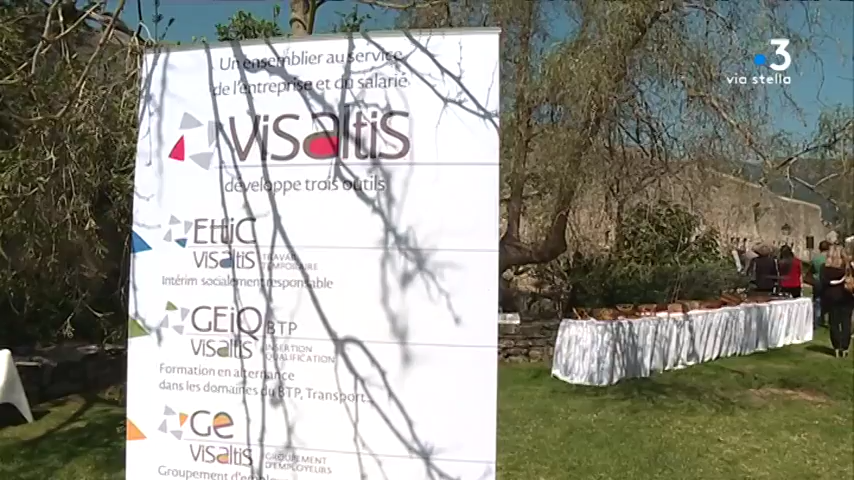 3
via stella
Un ensemblier au service
de l'entreprise et du salarié
visaltis
développe trois outils
ETTIC
visaltis TRAVAIL
TEMPORAIRE
Intérim socialement responsable
GEIQ BTP
visaltis INSERTION
QUALIFICATION
Formation en alternance
dans les domaines du BTP, Transport...
GE
visaltis GROUPEMENT
D'EMPLOYEURS
Groupement